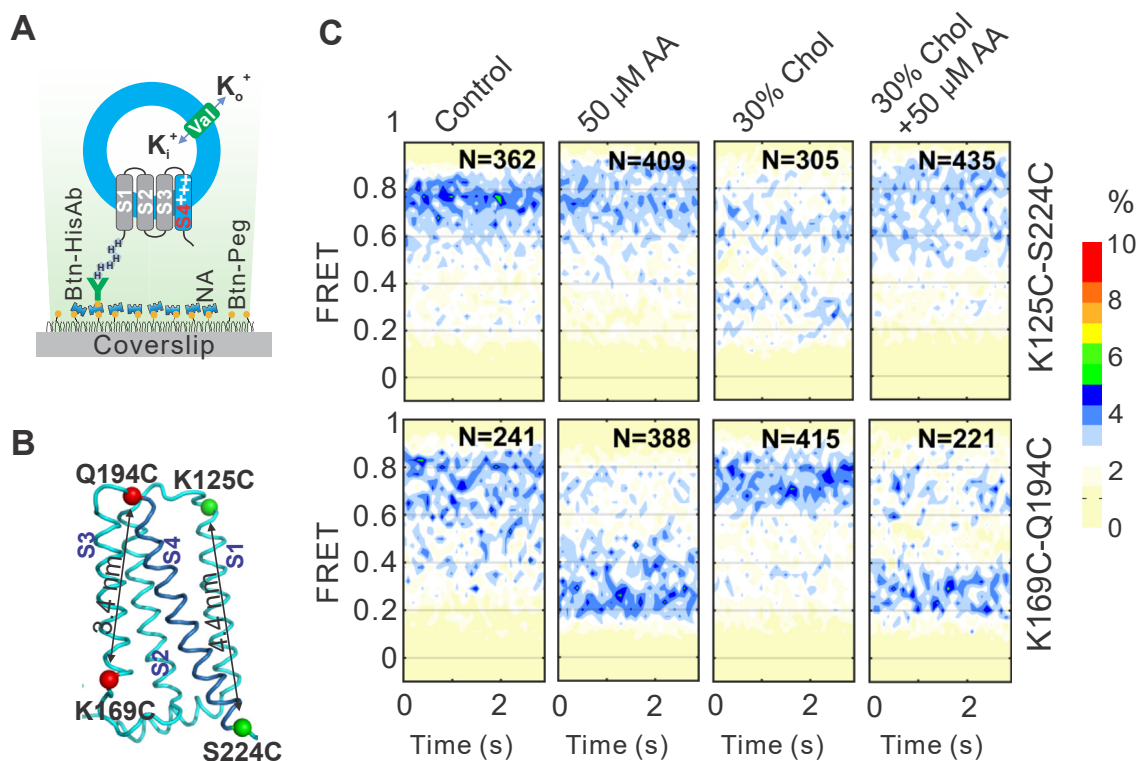 A
K o +
K i +
Val
S1
S2
S3
S4+++
H
H
H
H
H
H
Btn-HisAb
NA
Btn-Peg
Coverslip
B
Q194C
K125C
S3
S4
S1
3.4 nm
4.4nm
S2
K169C
S224C
C
Control
50 µM AA
30% Chol
30% Chol
+50 µM AA
1
N=362
N=409
N=305
N=435
0.8
0.6
0.4
0.2
0
FRET
K125C-S224C
1
N=241
N=388
N=415
N=221
0.8
0.6
0.4
0.2
0
FRET
K169C-Q194C
0 2
0 2
0 2
0 2
Time (s)
Time (s)
Time (s)
Time (s)
%
10
8
6
4
2
0